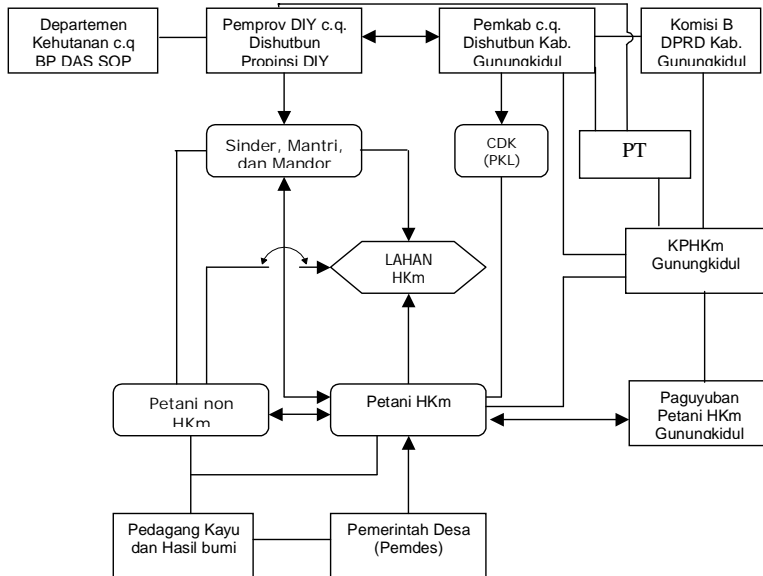 Departemen
Kehutanan c.q
BP DAS SOP
Pemprov DIY c.q.
Dishutbun
Propinsi DIY
Pemkab c.q.
Dishutbun Kab.
Gunungkidul
Komisi B
DPRD Kab.
Gunungkidul
Sinder, Mantri,
dan Mandor
CDK
(PKL)
PT
LAHAN
HKm
KPHKm
Gunungkidul
Petani non
HKm
Petani HKm
Paguyuban
Petani HKm
Gunungkidul
Pedagang Kayu
dan Hasil bumi
Pemerintah Desa
(Pemdes)